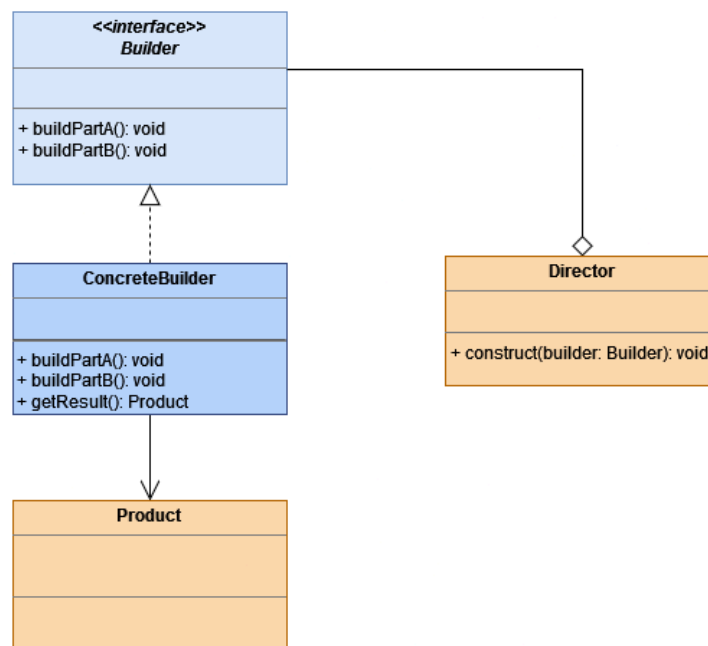 <<interface>>
Builder
+ buildPartA(): void
+ buildPartB(): void
ConcreteBuilder
+ buildPartA(): void
+ buildPartB(): void
+ getResult(): Product
Director
+ construct(builder: Builder): void
Product